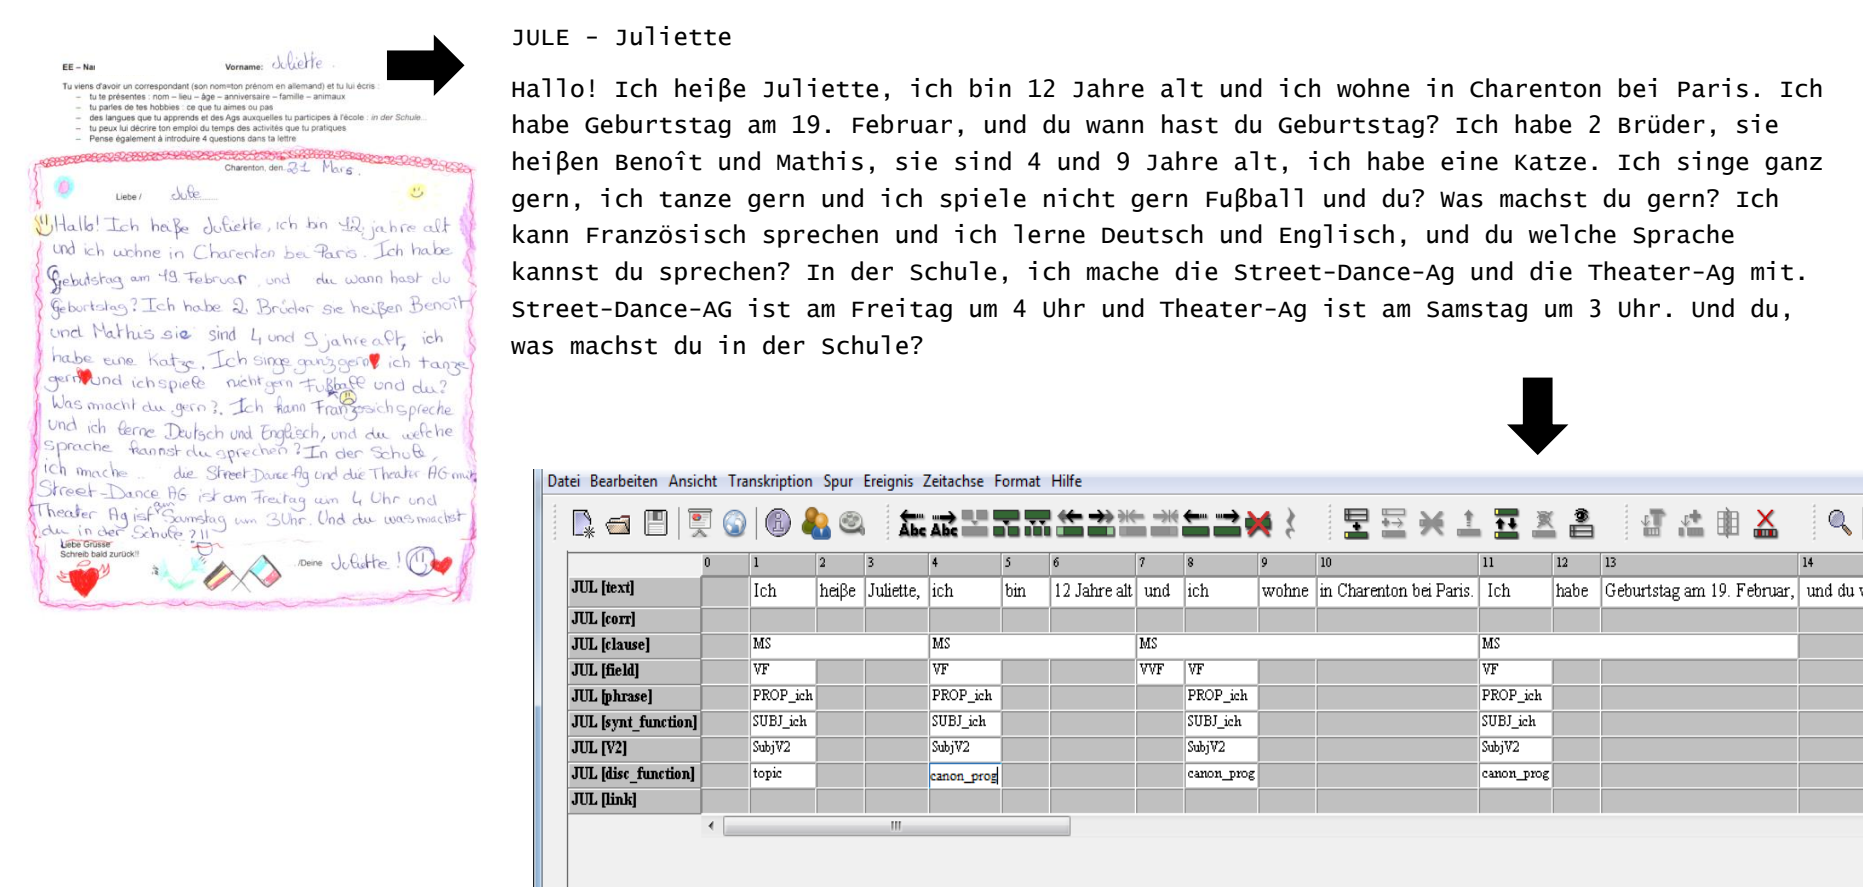 JULE - Juliette
Hallo! Ich heiβe Juliette, ich bin 12 Jahre alt und ich wohne in Charenton bei Paris. Ich
habe Geburtstag am 19. Februar, und du wann hast du Geburtstag? Ich habe 2 Brüder, sie
heiβen Benoît und Mathis, sie sind 4 und 9 Jahre alt, ich habe eine Katze. Ich singe ganz
gern, ich tanze gern und ich spiele nicht gern Fuβball und du? Was machst du gern? Ich
kann Französisch sprechen und ich lerne Deutsch und Englisch, und du welche Sprache
kannst du sprechen? In der Schule, ich mache die Street-Dance-Ag und die Theater-Ag mit.
Street-Dance-AG ist am Freitag um 4 Uhr und Theater-Ag ist am Samstag um 3 Uhr. Und du,
was machst du in der Schule?
EE – Nar Vorname: Juliette.
Tu viens d'avoir un correspondant (son nom=ton prénom en allemand) et tu lui écris :
– tu te présentes : nom – lieu – âge – anniversaire – famille – animaux
– tu parles de tes hobbies : ce que tu aimes ou pas
– des langues que tu apprends et des Ags auxquelles tu participes à l'école : in der Schule...
– tu peux lui décrire ton emploi du temps des activités que tu pratiques
– Pense également à introduire 4 questions dans ta lettre
Charenton, den 31 Mars.
Liebe / Jule
Hallo! Ich heiße Juliette, ich bin 12 jahre alt
und ich wohne in Charenton bei Paris. Ich habe
Gebutstag am 19. Februar, und du wann hast du
Geburtstag? Ich habe 2 Brüder sie heißen Benoît
und Mathis sie sind 4 und 9 jahre alt, ich
habe eine Katze. Ich singe ganz gern ich tanze
gern und ich spiele nicht gern Fußball und du?
Was macht du gern?. Ich kann Französich spreche
und ich lerne Deutsch und Englisch, und du welche
sprache kannst du sprechen? In der Schule,
ich mache .. die Street Dance-Ag und die Theater AG mit
Street-Dance AG ist am Freitag um 4 Uhr und
Theater Ag ist am Samstag um 3Uhr. Und du was machst
du in der Schule?!!
Liebe Grüsse
Schreib bald zurück!!
/Deine Juliette !
Datei Bearbeiten Ansicht Transkription Spur Ereignis Zeitachse Format Hilfe
Abc Abc
0 1 2 3 4 5 6 7 8 9 10 11 12 13 14
JUL [text] Ich heiβe Juliette, ich bin 12 Jahre alt und ich wohne in Charenton bei Paris. Ich habe Geburtstag am 19. Februar, und du
JUL [corr]
JUL [clause] MS MS MS MS
JUL [field] VF VF VVF VF VF
JUL [phrase] PROP_ich PROP_ich PROP_ich PROP_ich
JUL [synt_function] SUBJ_ich SUBJ_ich SUBJ_ich SUBJ_ich
JUL [V2] SubjV2 SubjV2 SubjV2 SubjV2
JUL [disc_function] topic canon_prog canon_prog canon_prog
JUL [link]